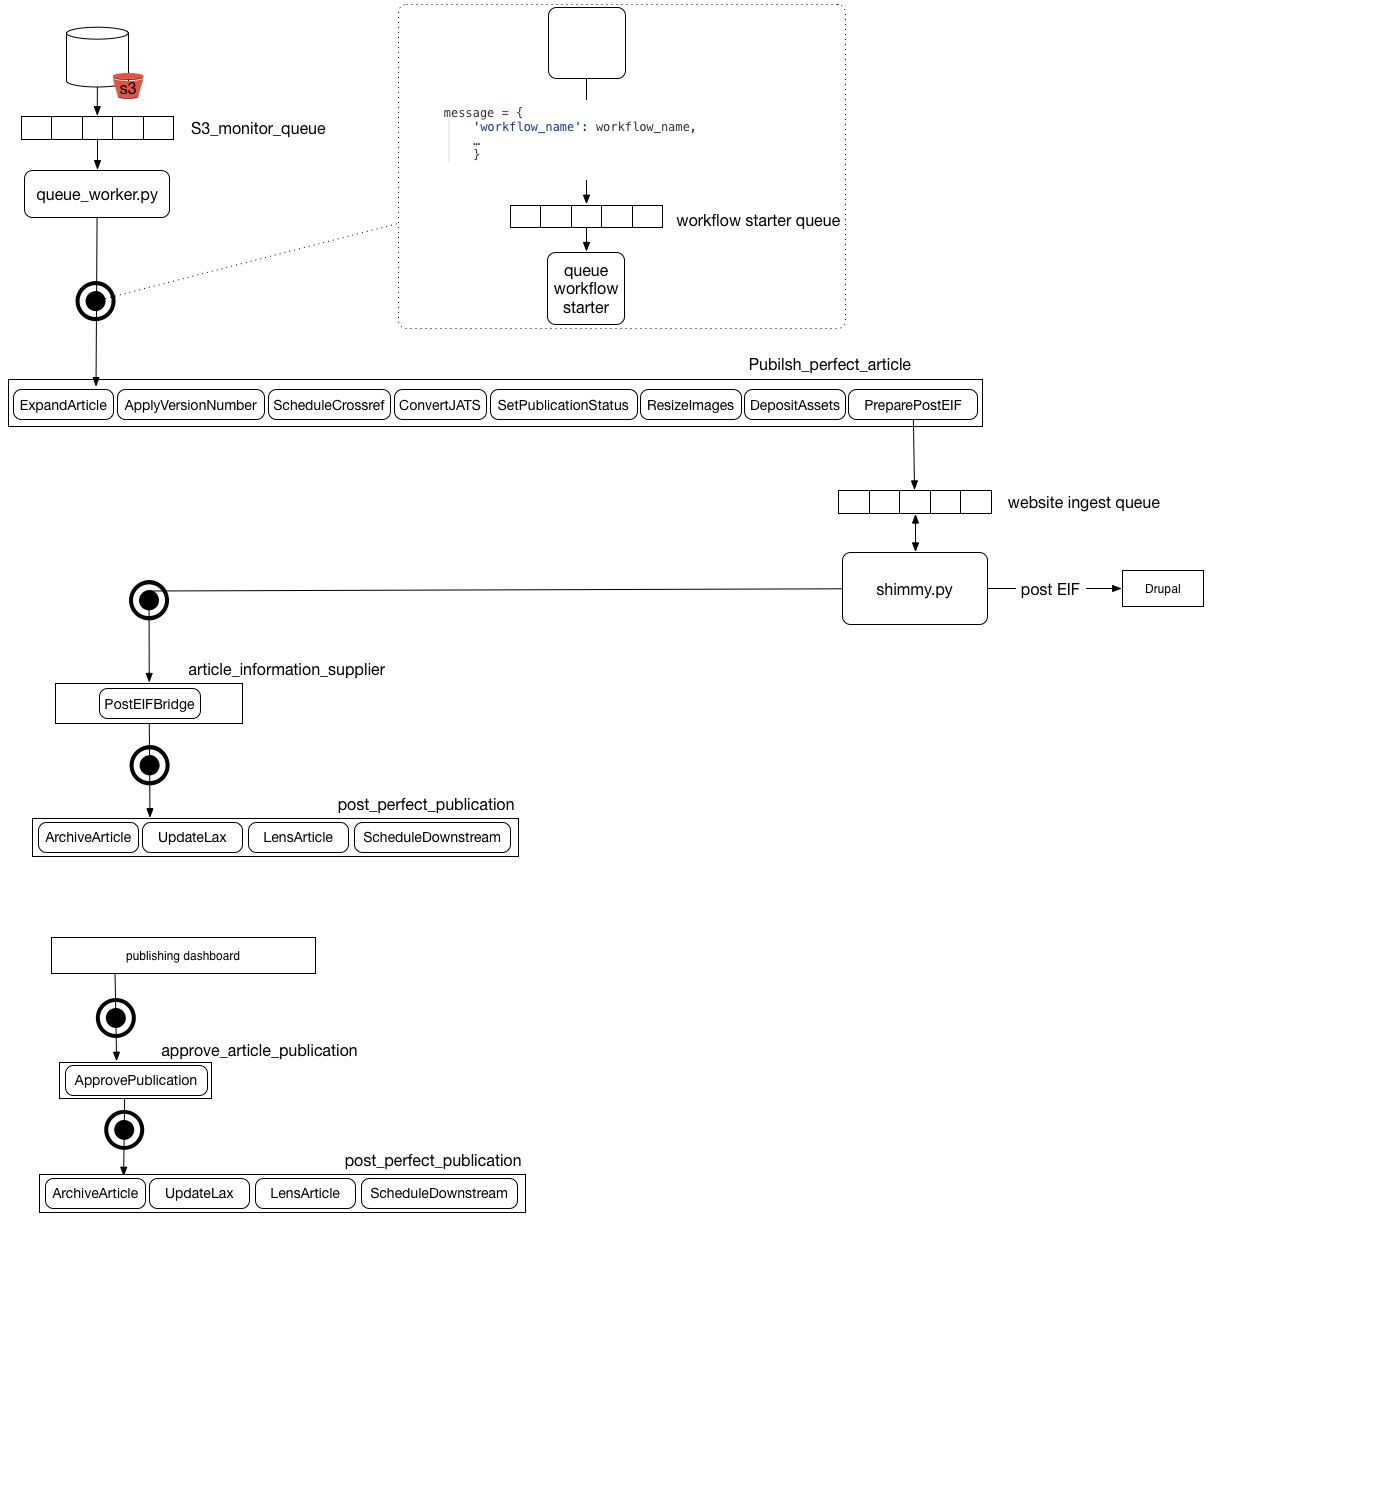 s3
S3_monitor_queue
queue_worker.py
message = {
'workflow_name': workflow_name,
…
}
workflow starter queue
queue
workflow
starter
Pubilsh_perfect_article
ExpandArticle ApplyVersionNumber ScheduleCrossref ConvertJATS SetPublicationStatus ResizeImages DepositAssets PreparePostEIF
website ingest queue
shimmy.py
post EIF
Drupal
article_information_supplier
PostEIFBridge
post_perfect_publication
ArchiveArticle UpdateLax LensArticle ScheduleDownstream
publishing dashboard
approve_article_publication
ApprovePublication
post_perfect_publication
ArchiveArticle UpdateLax LensArticle ScheduleDownstream